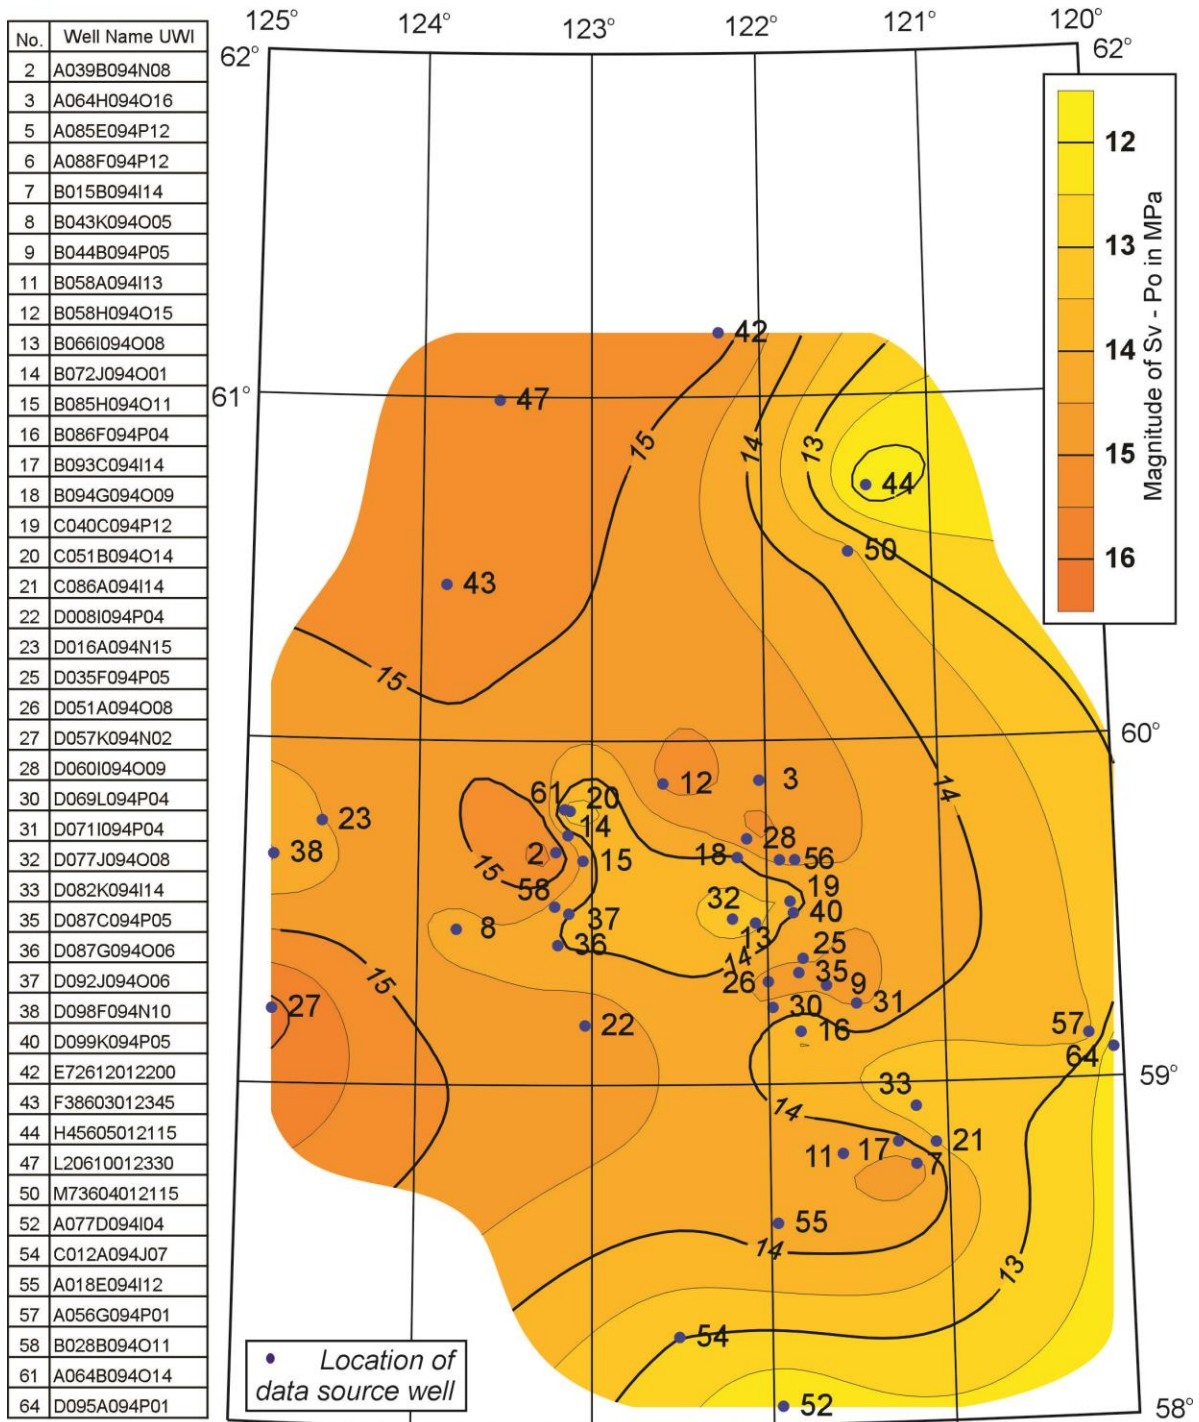 No. Well Name UWI
2 A039B094N08
3 A064H094O16
5 A085E094P12
6 A088F094P12
7 B015B094I14
8 B043K094O05
9 B044B094P05
11 B058A094I13
12 B058H094O15
13 B066I094O08
14 B072J094O01
15 B085H094O11
16 B086F094P04
17 B093C094I14
18 B094G094O09
19 C040C094P12
20 C051B094O14
21 C086A094I14
22 D008I094P04
23 D016A094N15
25 D035F094P05
26 D051A094O08
27 D057K094N02
28 D060I094O09
30 D069L094P04
31 D071I094P04
32 D077J094O08
33 D082K094I14
35 D087C094P05
36 D087G094O06
37 D092J094O06
38 D098F094N10
40 D099K094P05
42 E72612012200
43 F38603012345
44 H45605012115
47 L20610012330
50 M73604012115
52 A077D094I04
54 C012A094J07
55 A018E094I12
57 A056G094P01
58 B028B094O11
61 A064B094O14
64 D095A094P01
125° 124° 123° 122° 121° 120°
62° 62°
12
13
14
15
16
Magnitude of Sv - Po in MPa
42
61° 47
15 14 13
44
50
43
15
60°
12 3
14
61 20
23 14 28
38 2 15 18 56
15
58 32 19
8 37 13 40
36 14 25
15 26 35 9
27 30 31
22 16 57
64
59°
33
14
11 17 21
7
55
14 13
54
Location of
data source well
52 58°